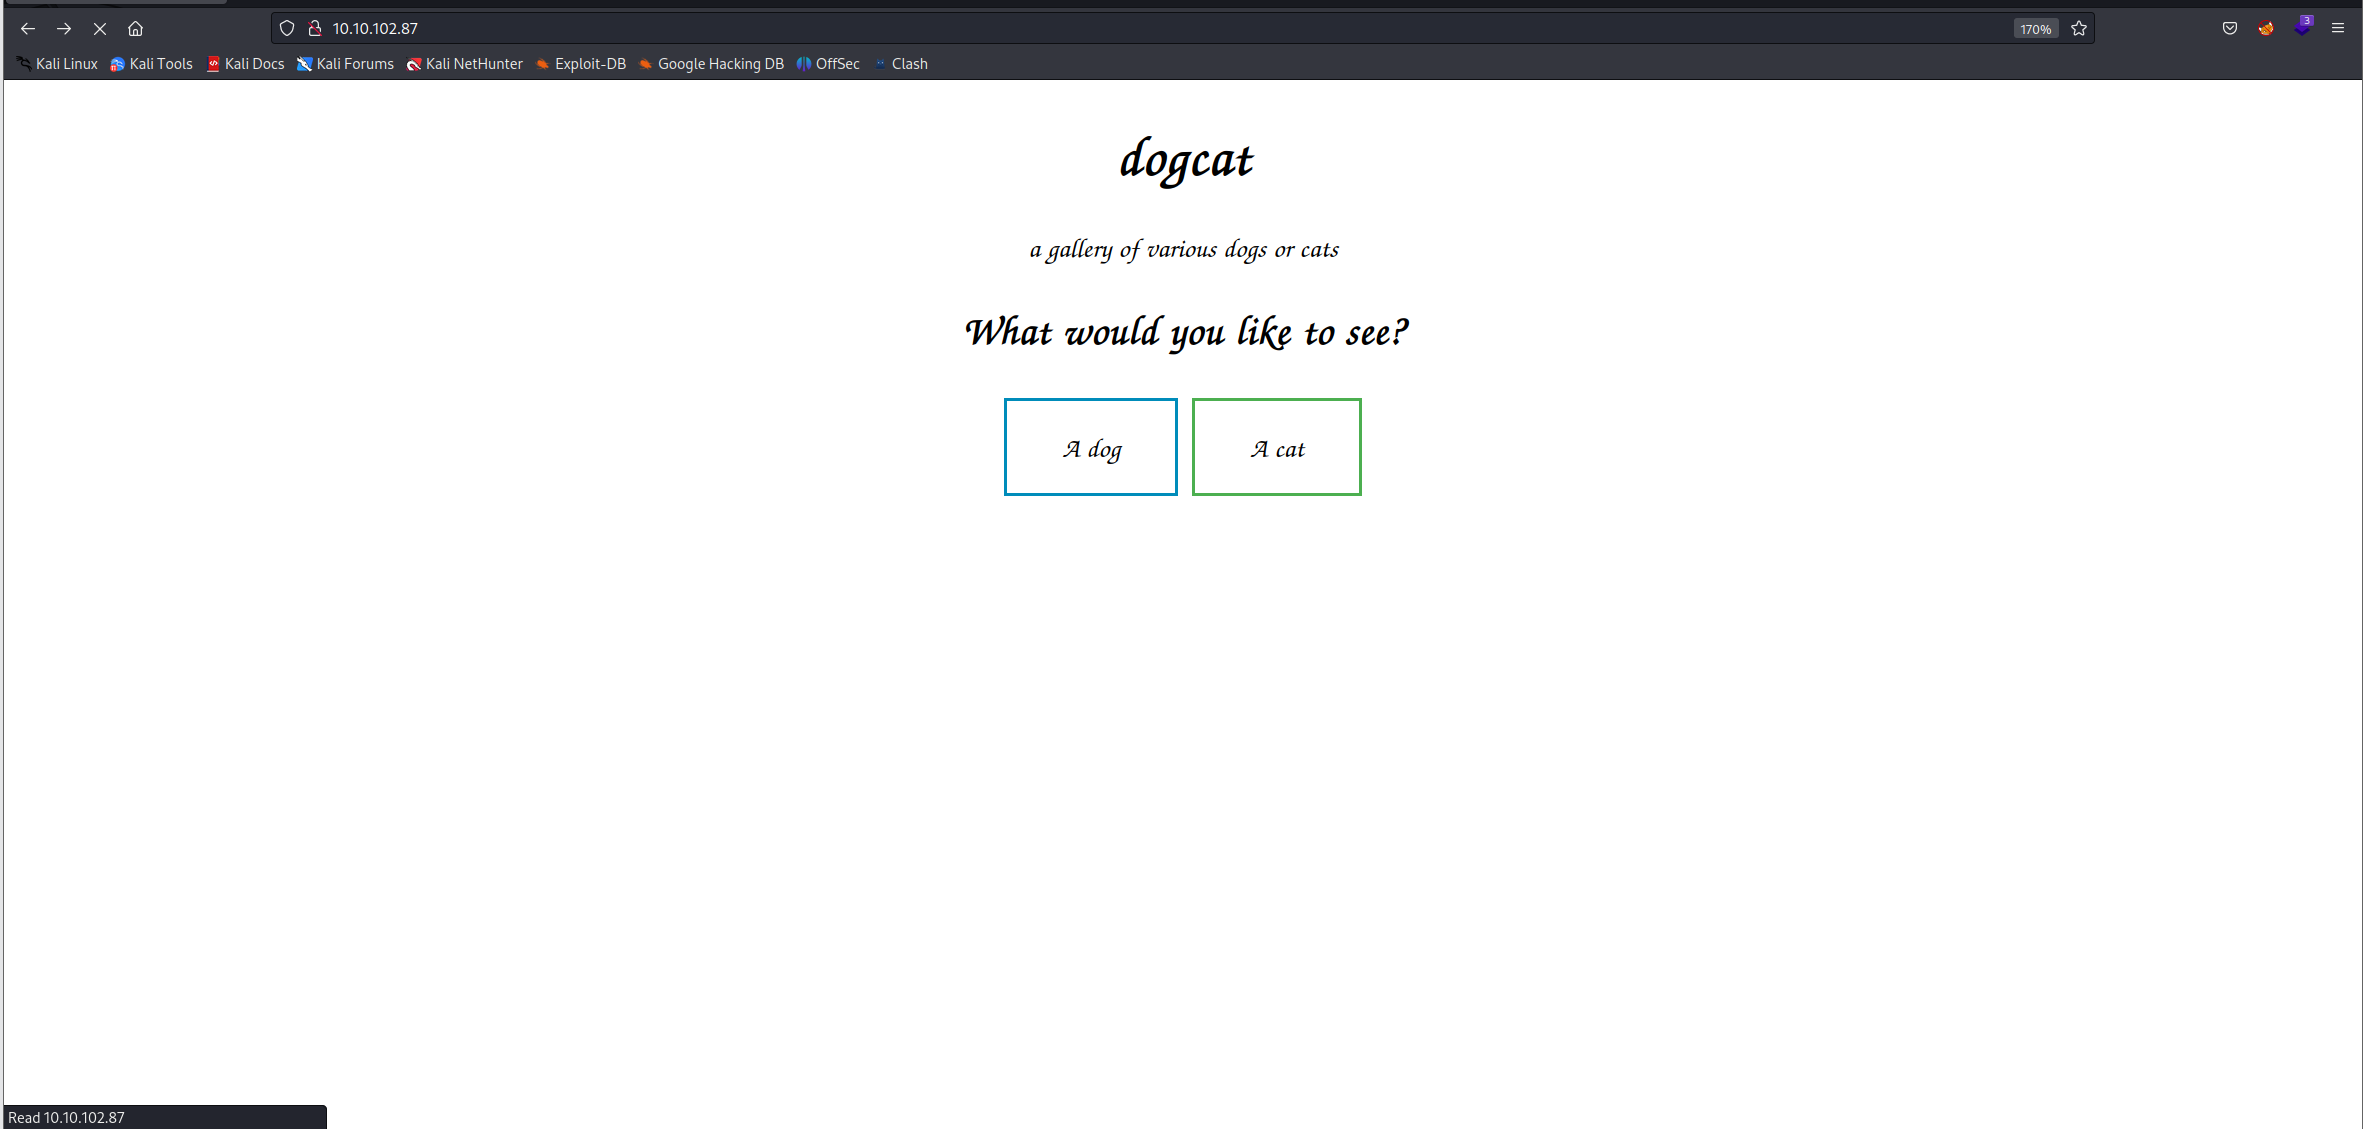 10.10.102.87
170%
3
Kali Linux Kali Tools Kali Docs Kali Forums Kali NetHunter Exploit-DB Google Hacking DB OffSec Clash
dogcat
a gallery of various dogs or cats
What would you like to see?
A dog A cat
Read 10.10.102.87